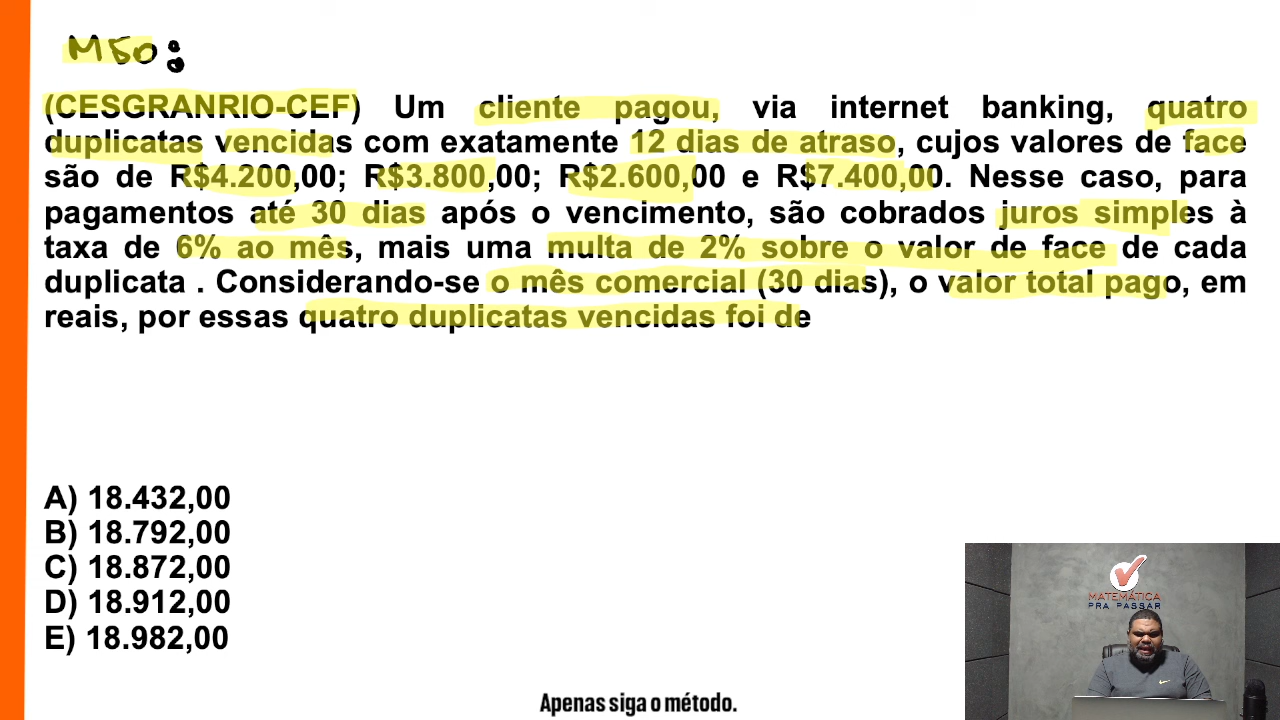 M50:
(CESGRANRIO-CEF) Um cliente pagou, via internet banking, quatro
duplicatas vencidas com exatamente 12 dias de atraso, cujos valores de face
são de R$4.200,00; R$3.800,00; R$2.600,00 e R$7.400,00. Nesse caso, para
pagamentos até 30 dias após o vencimento, são cobrados juros simples à
taxa de 6% ao mês, mais uma multa de 2% sobre o valor de face de cada
duplicata . Considerando-se o mês comercial (30 dias), o valor total pago, em
reais, por essas quatro duplicatas vencidas foi de
A) 18.432,00
B) 18.792,00
C) 18.872,00
D) 18.912,00
E) 18.982,00
MATEMÁTICA
PRA PASSAR
Apenas siga o método.